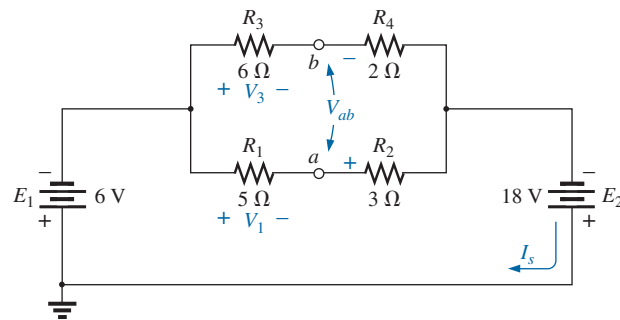 R3 R4
b −
6 Ω 2 Ω
+ V3 −
Vab
R1 a R2
+
− −
E1 6 V 5 Ω 3 Ω 18 V E2
+ + V1 − +
Is